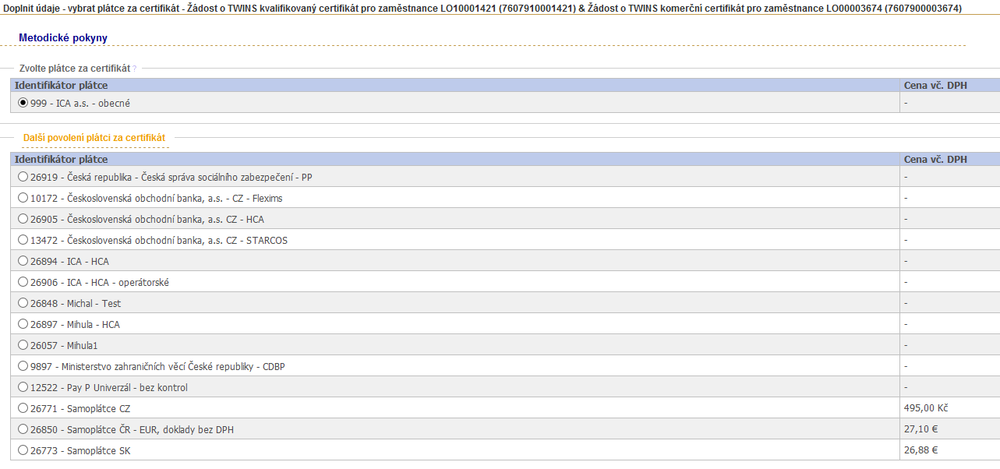 Doplnit údaje - vybrat plátce za certifikát - Žádost o TWINS kvalifikovaný certifikát pro zaměstnance LO10001421 (7607910001421) & Žádost o TWINS komerční certifikát pro zaměstnance LO00003674 (7607900003674)
Metodické pokyny
Zvolte plátce za certifikát ?
Identifikátor plátce Cena vč. DPH
999 - ICA a.s. - obecné -
Další povolení plátci za certifikát
Identifikátor plátce Cena vč. DPH
26919 - Česká republika - Česká správa sociálního zabezpečení - PP -
10172 - Československá obchodní banka, a.s. - CZ - Flexims -
26905 - Československá obchodní banka, a.s. CZ - HCA -
13472 - Československá obchodní banka, a.s. CZ - STARCOS -
26894 - ICA - HCA -
26906 - ICA - HCA - operátorské -
26848 - Michal - Test -
26897 - Mihula - HCA -
26057 - Mihula1 -
9897 - Ministerstvo zahraničních věcí České republiky - CDBP -
12522 - Pay P Univerzál - bez kontrol -
26771 - Samoplátce CZ 495,00 Kč
26850 - Samoplátce ČR - EUR, doklady bez DPH 27,10 €
26773 - Samoplátce SK 26,88 €